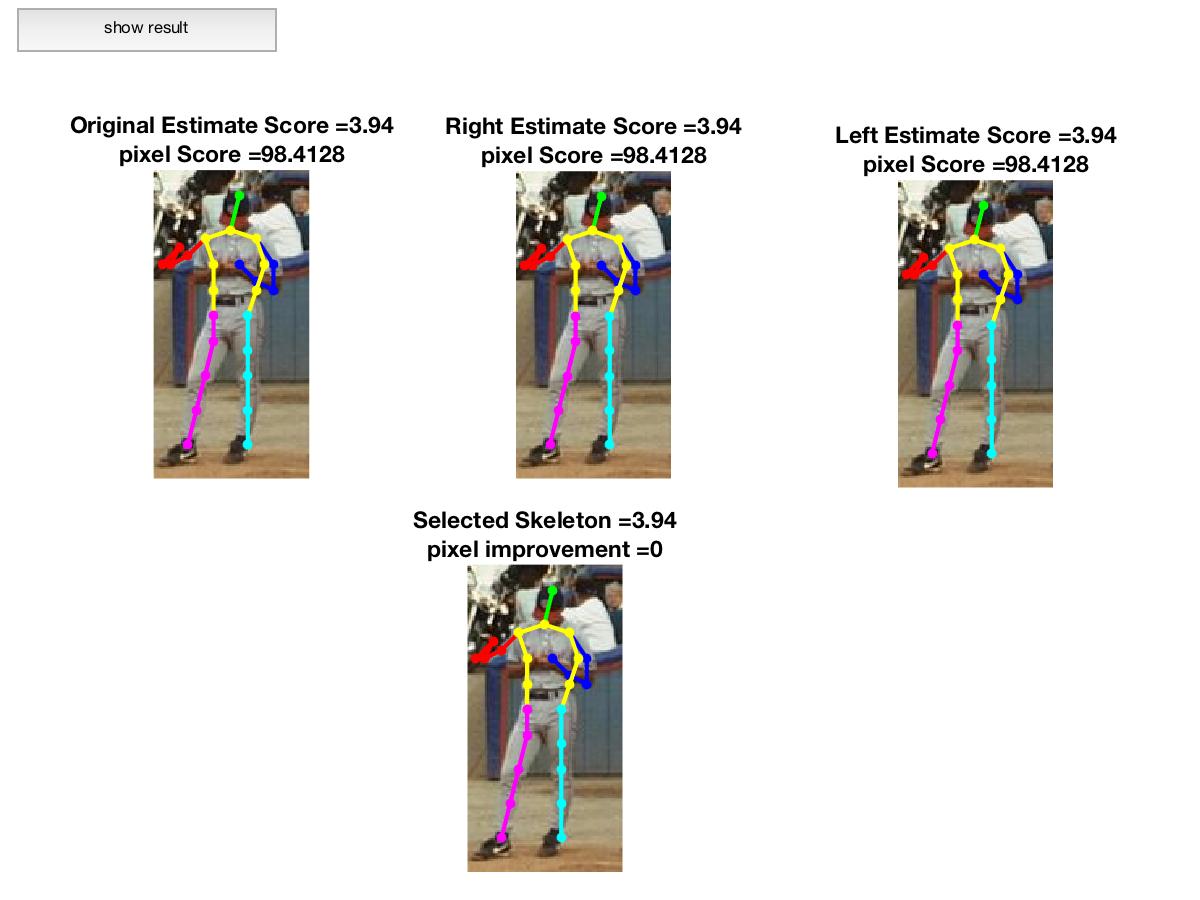 show result
Original Estimate Score =3.94
pixel Score =98.4128
Right Estimate Score =3.94
pixel Score =98.4128
Left Estimate Score =3.94
pixel Score =98.4128
Selected Skeleton =3.94
pixel improvement =0